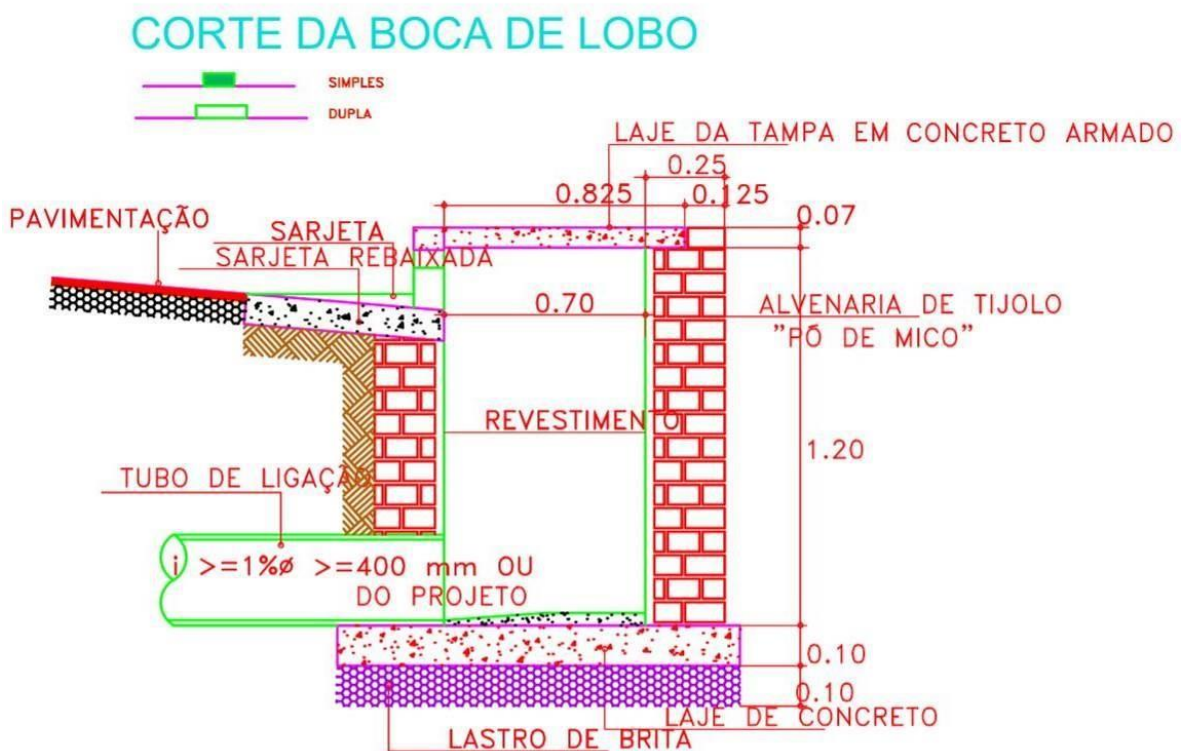 CORTE DA BOCA DE LOBO
SIMPLES
DUPLA
LAJE DA TAMPA EM CONCRETO ARMADO
0.25
0.825
0.125
0.07
PAVIMENTAÇÃO
SARJETA
SARJETA REBAIXADA
0.70
ALVENARIA DE TIJOLO
"PÓ DE MICO"
REVESTIMENTO
1.20
TUBO DE LIGAÇÃO
i >=1%ø >=400 mm OU
DO PROJETO
0.10
0.10
LAJE DE CONCRETO
LASTRO DE BRITA